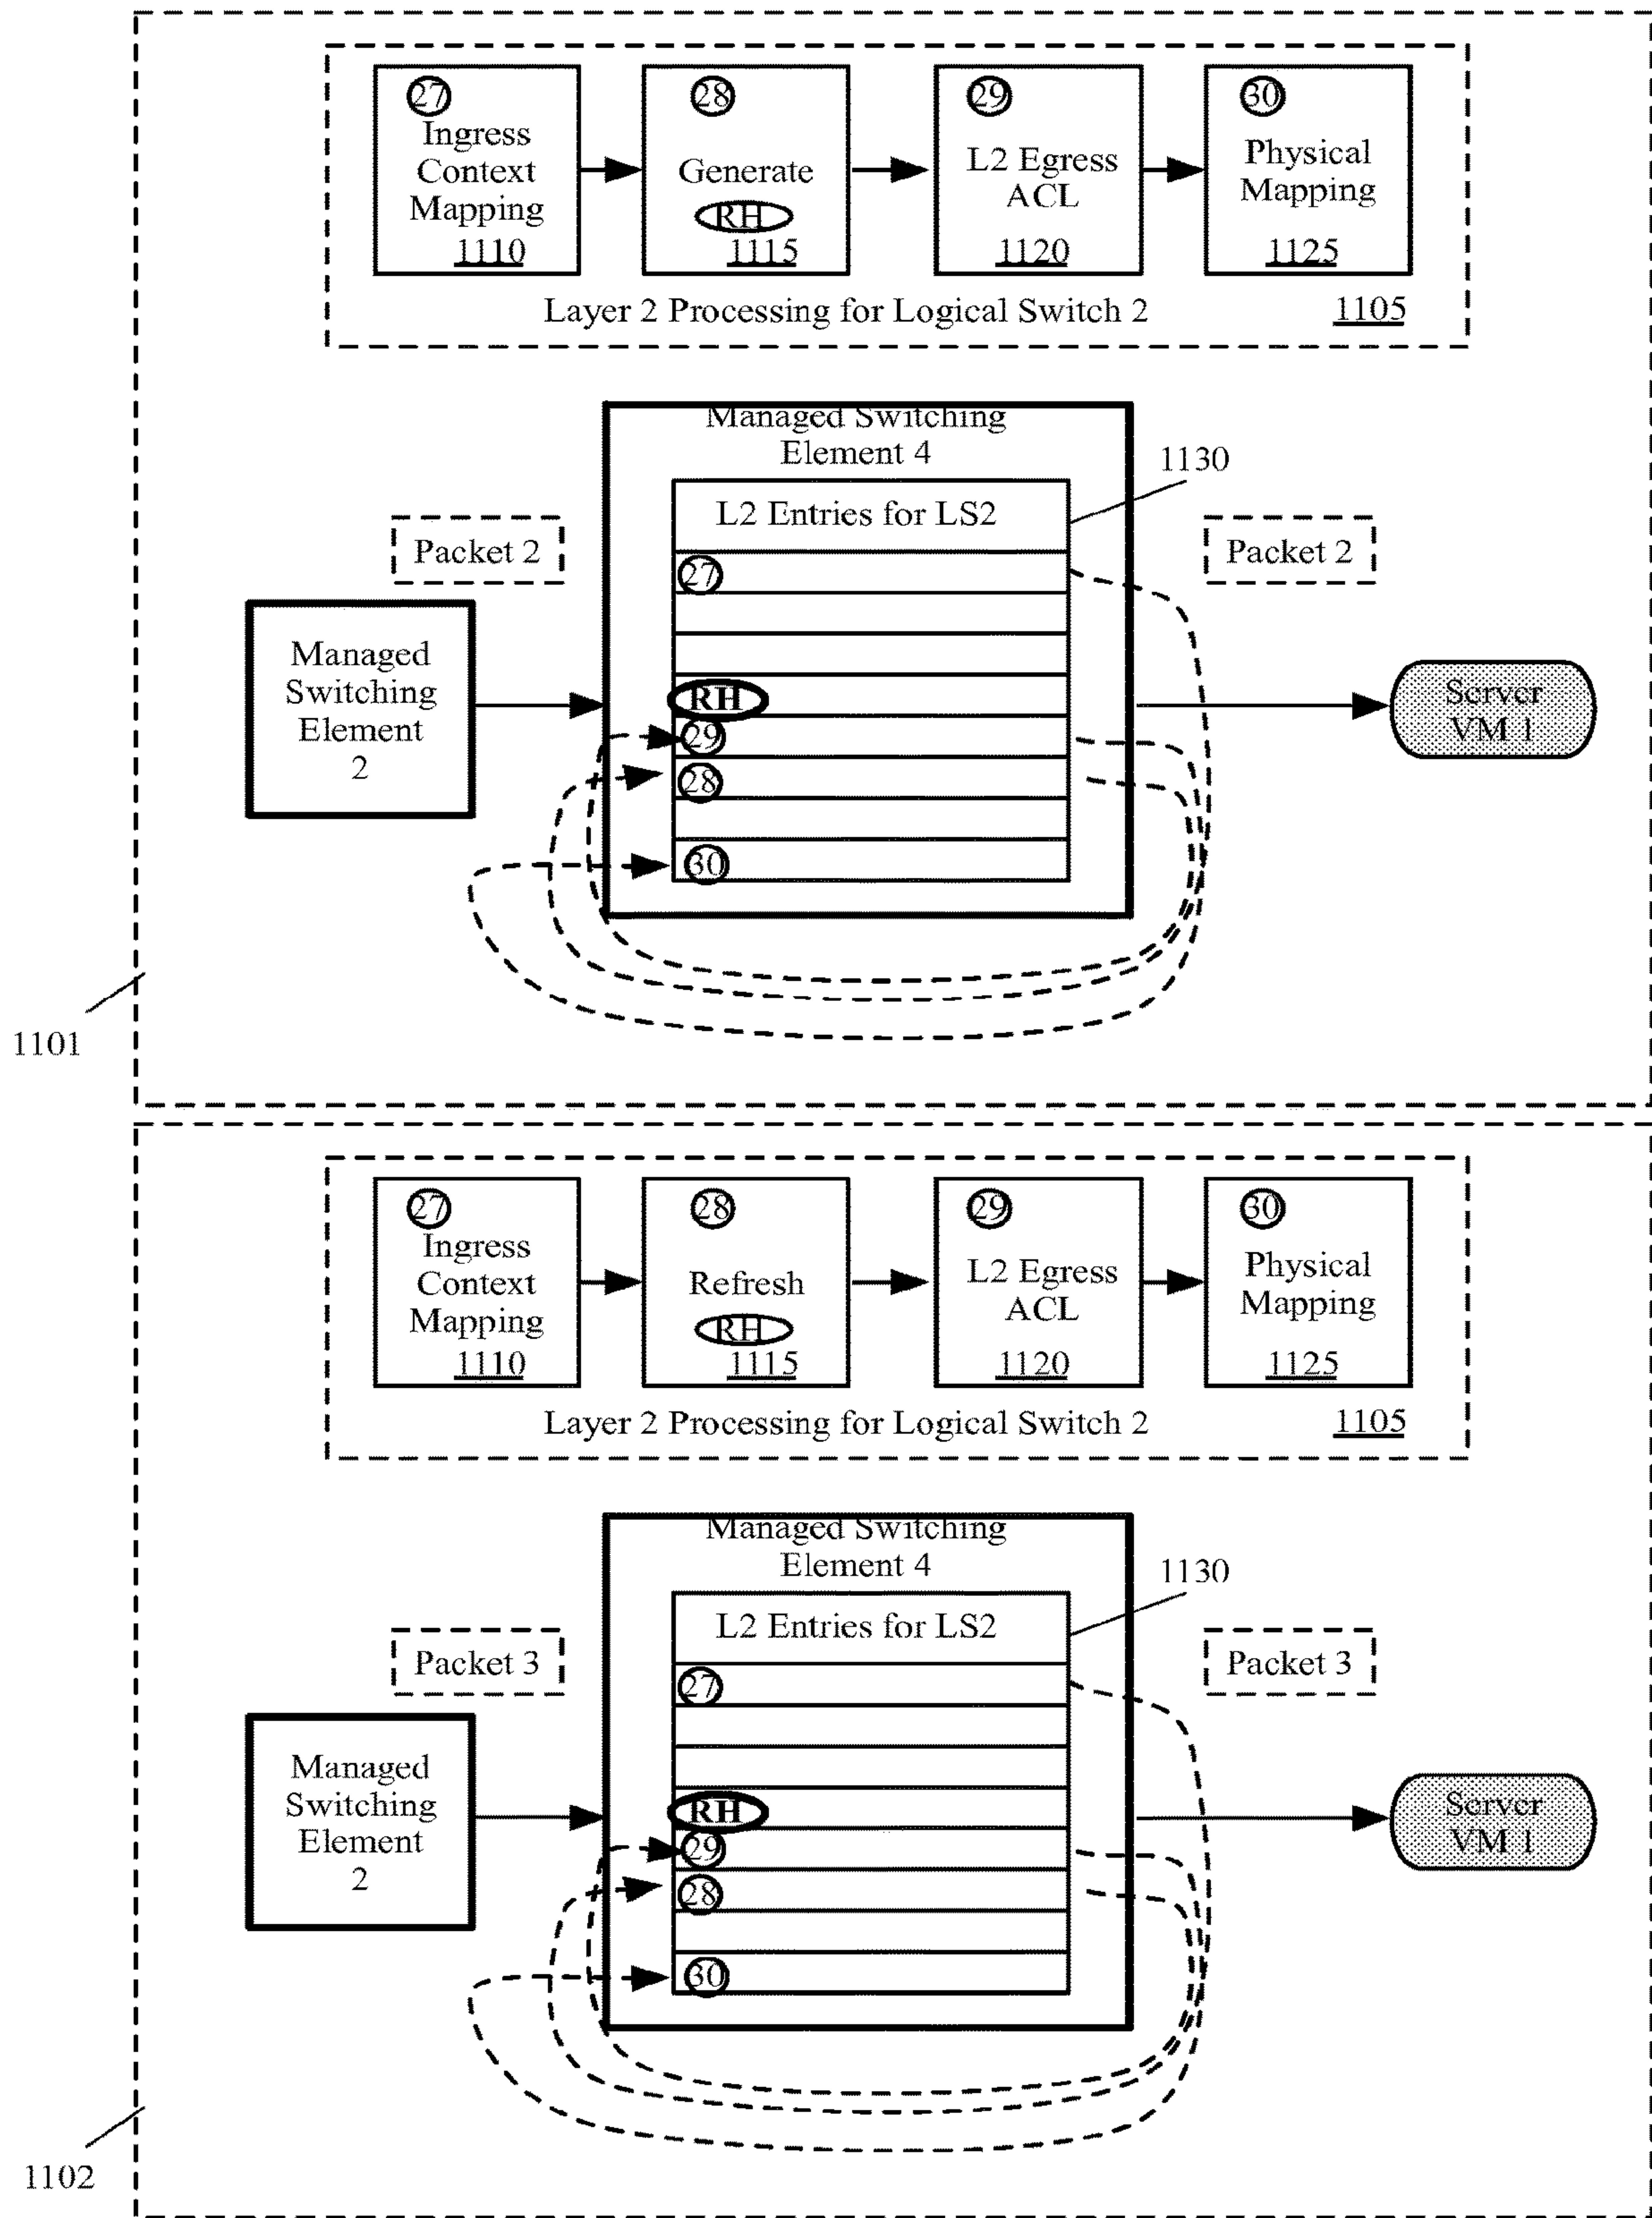 27
Ingress
Context
Mapping
1110
28
Generate
RH
1115
29
L2 Egress
ACL
1120
30
Physical
Mapping
1125
Layer 2 Processing for Logical Switch 2
1105
Managed Switching
Element 4
1130
L2 Entries for LS2
Packet 2
Packet 2
27
Managed
Switching
Element
2
RH
29
28
30
Server
VM 1
1101
27
Ingress
Context
Mapping
1110
28
Refresh
RH
1115
29
L2 Egress
ACL
1120
30
Physical
Mapping
1125
Layer 2 Processing for Logical Switch 2
1105
Managed Switching
Element 4
1130
L2 Entries for LS2
Packet 3
Packet 3
27
Managed
Switching
Element
2
RH
29
28
30
Server
VM 1
1102